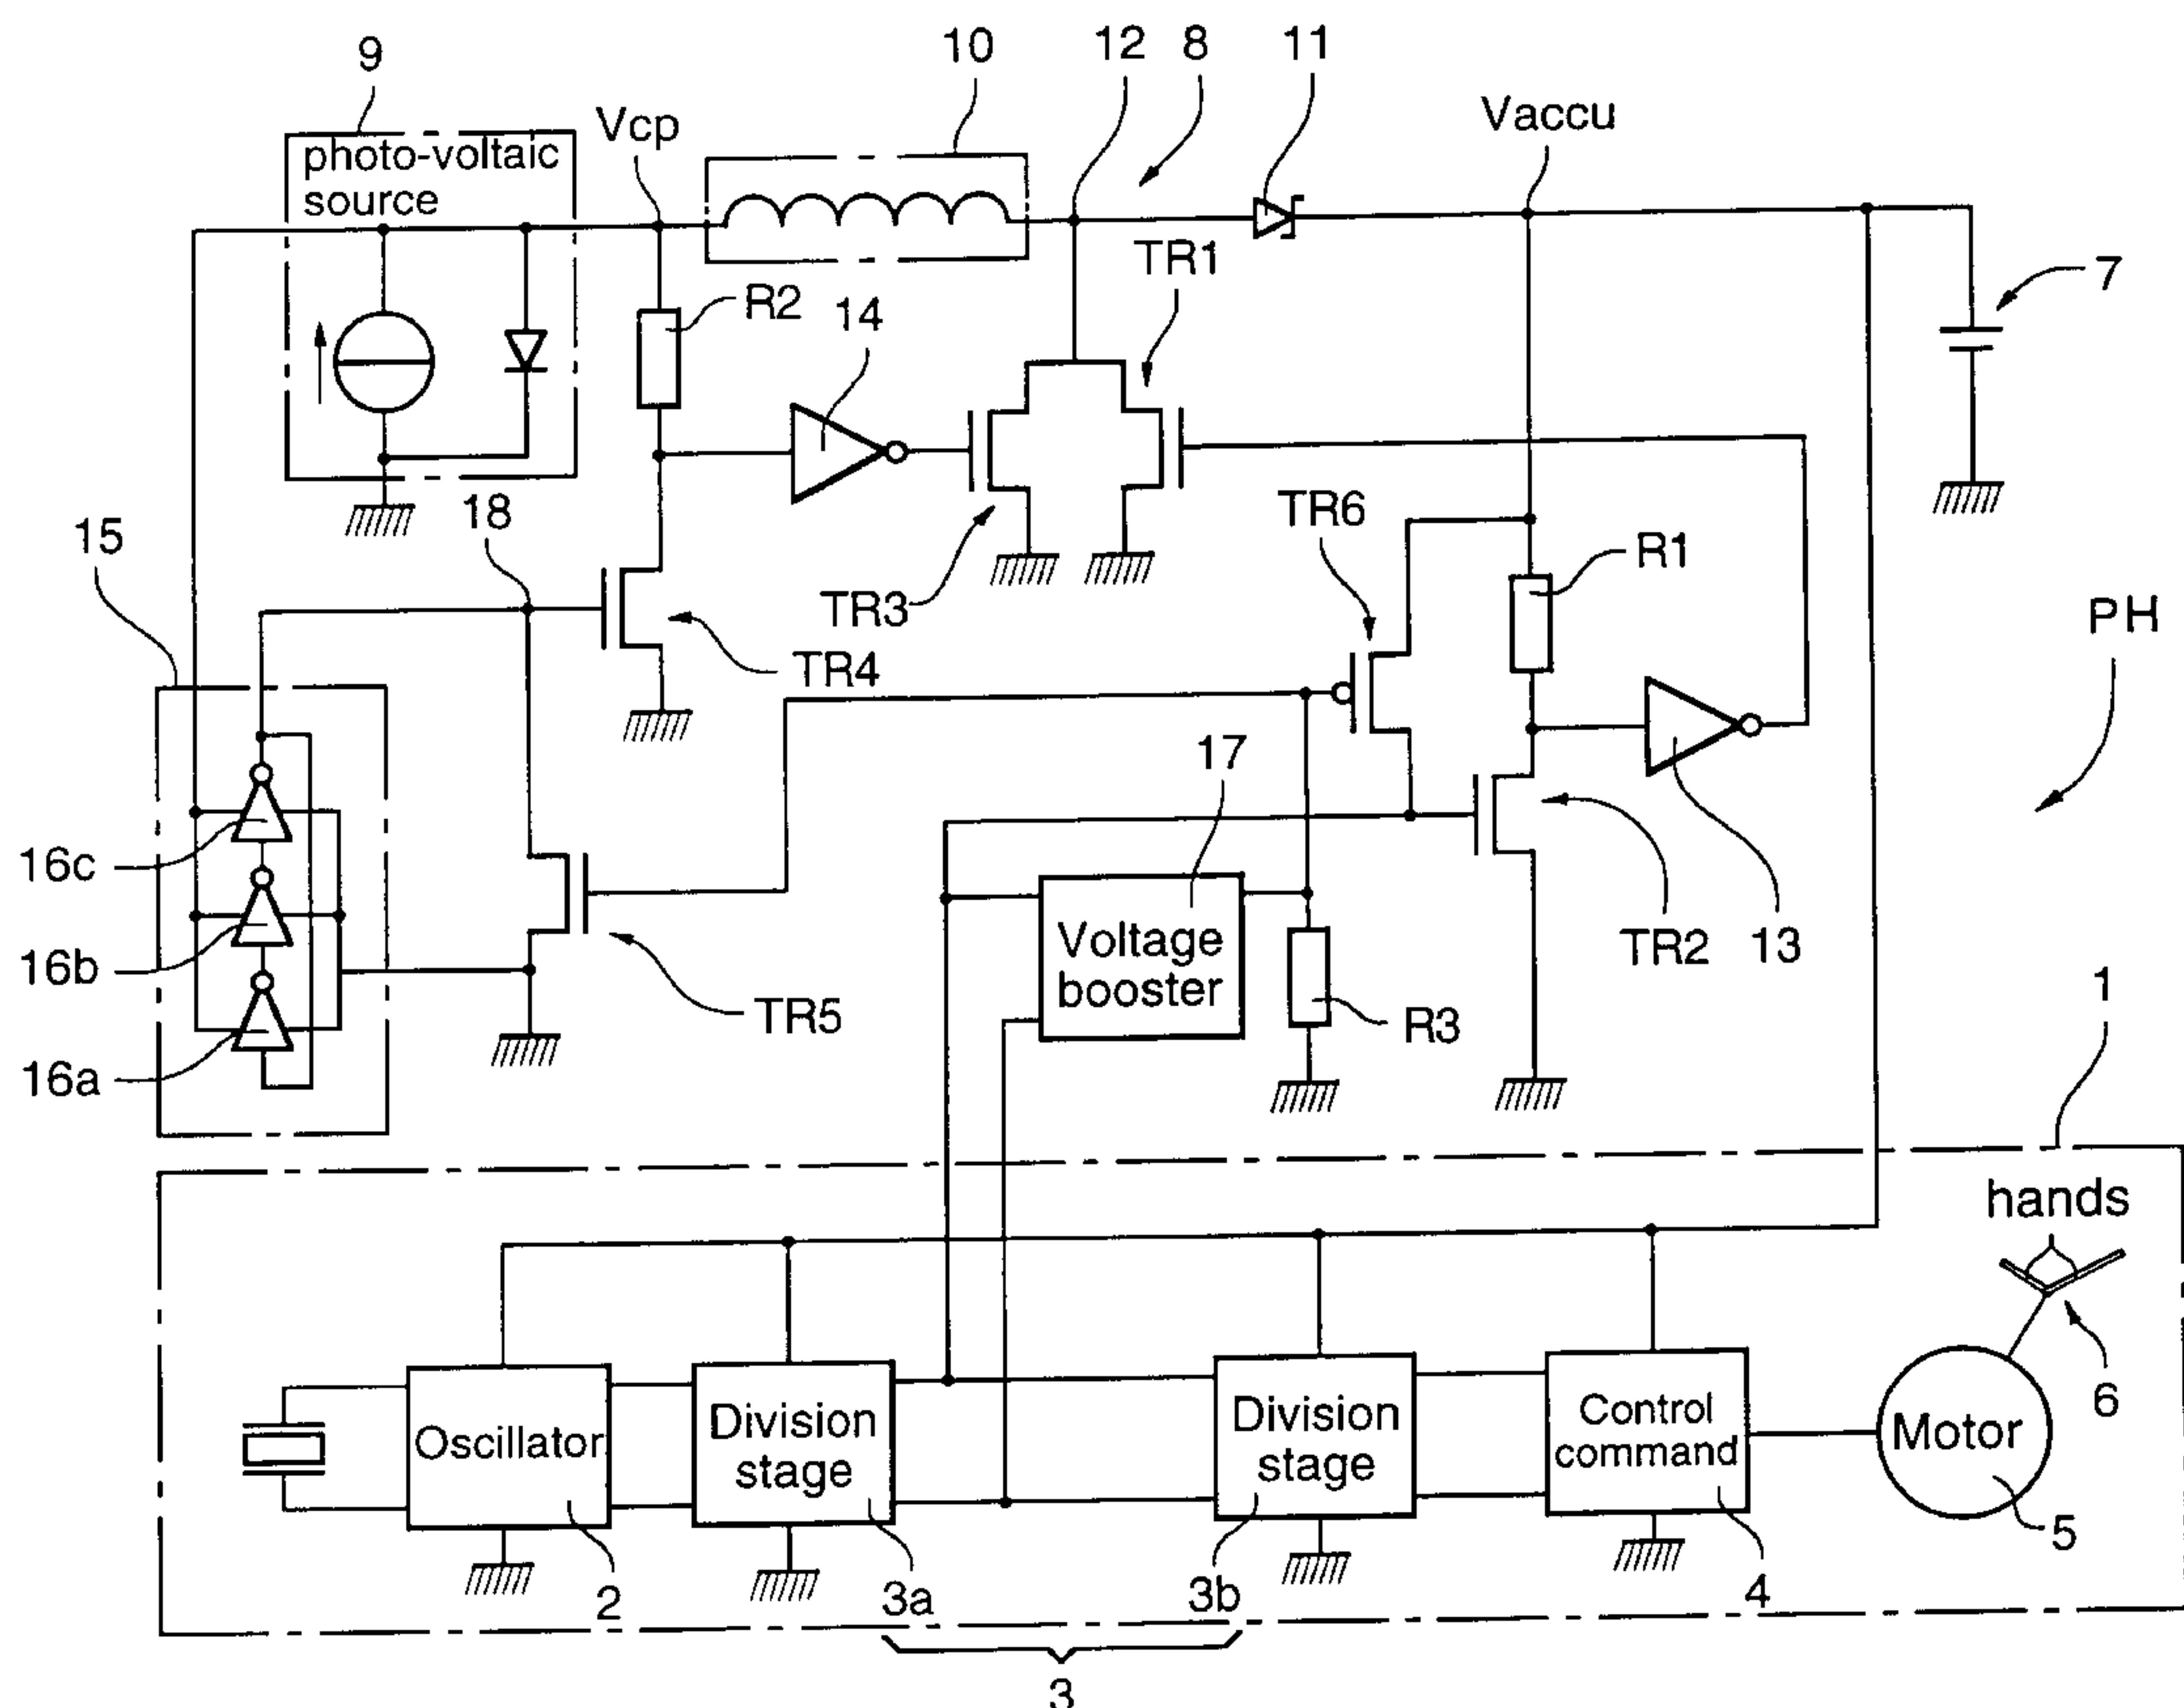 9
10
12
8
11
Vcp
Vaccu
photo-voltaic
source
TR1
7
R2
14
18
TR6
15
R1
TR3
PH
TR4
17
16c
Voltage
booster
TR2
13
16b
TR5
R3
1
16a
hands
6
Oscillator
Division
stage
Division
stage
Control
command
Motor
5
2
3a
3b
4
3